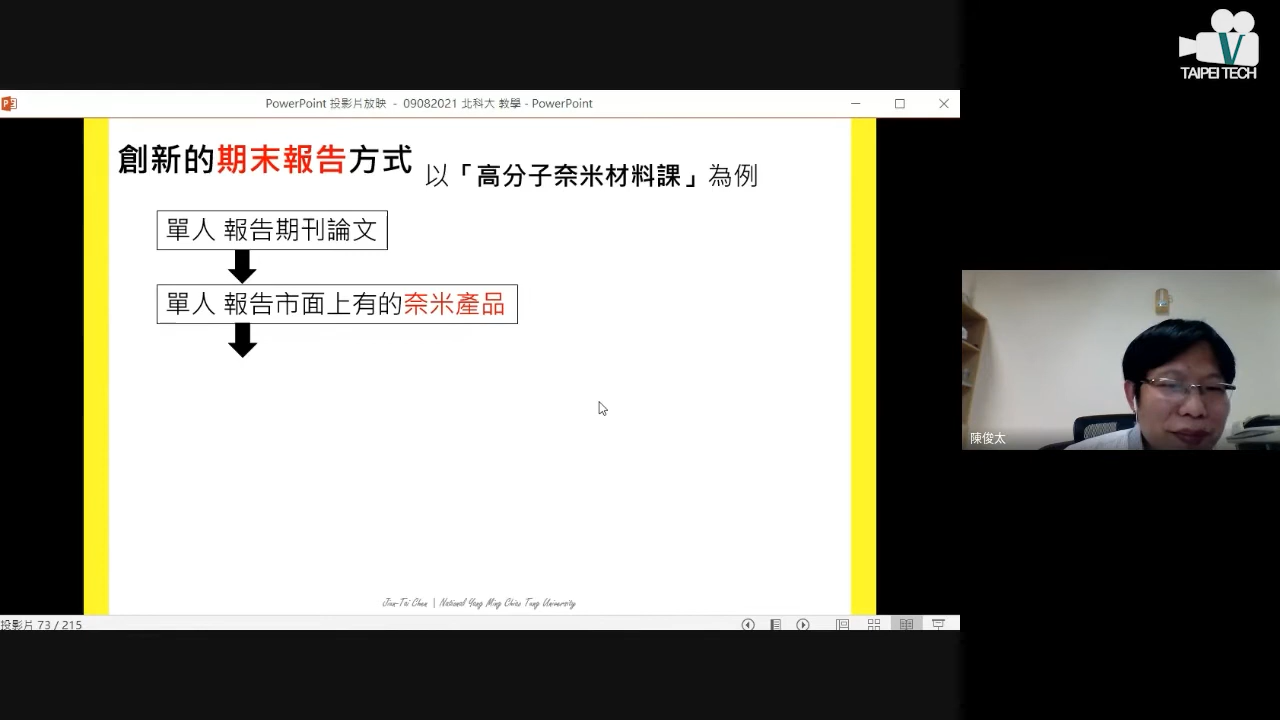 TAIPEI TECH
PowerPoint 投影片放映 - 09082021 北科大 教學 - PowerPoint
創新的期末報告方式 以「高分子奈米材料課」為例
單人 報告期刊論文
單人 報告市面上有的奈米產品
陳俊太
Jiun-Tai Chen | National Yang Ming Chiao Tung University
投影片 73 / 215